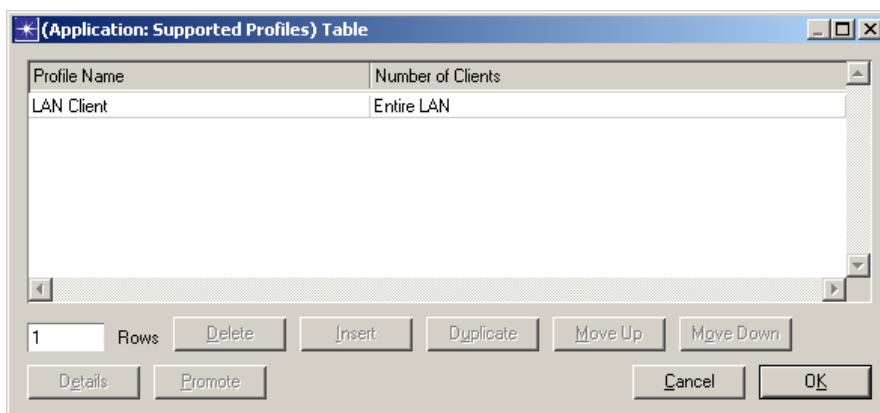 (Application: Supported Profiles) Table
Profile Name Number of Clients
LAN Client Entire LAN
1 Rows Delete Insert Duplicate Move Up Move Down
Details Promote Cancel OK